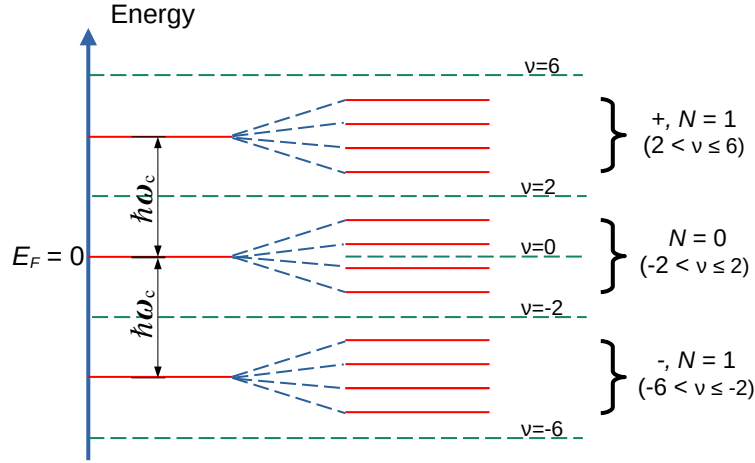 Energy
ν=6
+, N = 1
(2 < ν ≤ 6)
ħω_c
ν=2
E_F = 0
ν=0
N = 0
(-2 < ν ≤ 2)
ħω_c
ν=-2
-, N = 1
(-6 < ν ≤ -2)
ν=-6